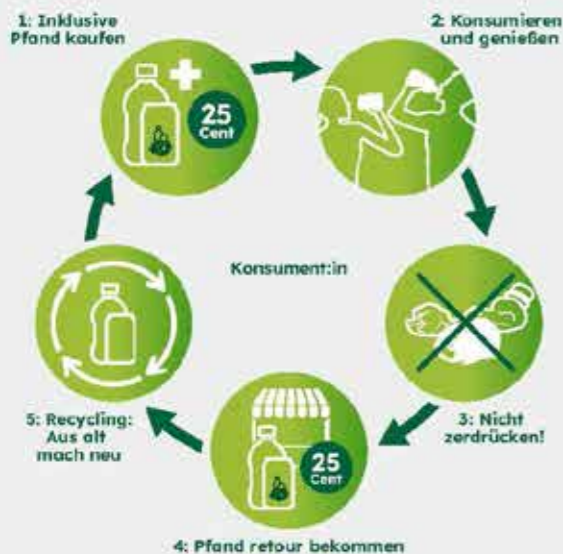 1: Inklusive
Pfand kaufen
25
Cent
2: Konsumieren
und genießen
Konsument:in
3: Nicht
zerdrücken!
25
Cent
4: Pfand retour bekommen
5: Recycling:
Aus alt
mach neu